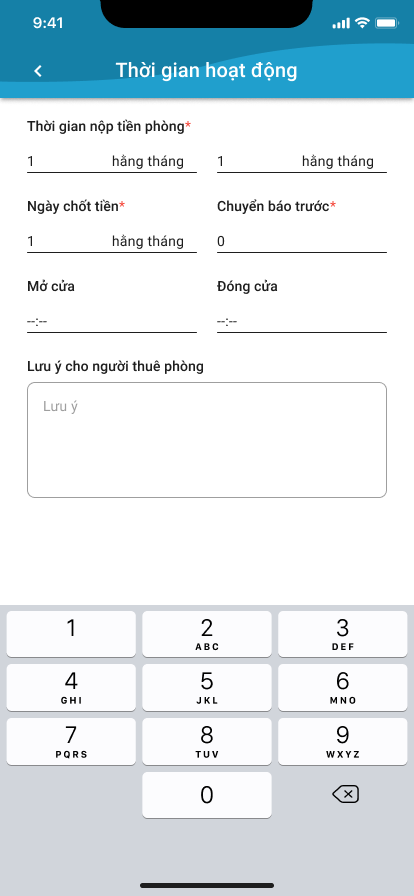 9:41
Thời gian hoạt động
Thời gian nộp tiền phòng*
1 hằng tháng 1 hằng tháng
Ngày chốt tiền* Chuyển báo trước*
1 hằng tháng 0
Mở cửa Đóng cửa
--:-- --:--
Lưu ý cho người thuê phòng
Lưu ý
1 2 3
ABC DEF
4 5 6
GHI JKL MNO
7 8 9
PQRS TUV WXYZ
0